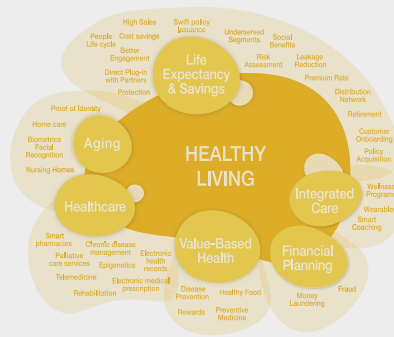 High Sales
Swift policy
Issuance
People
Life cycle
Cost savings
Better
Engagement
Direct Plug-in
with Partners
Protection
Underserved
Segments
Social
Benefits
Risk
Assessment
Leakage
Reduction
Premium Rate
Distribution
Network
Retirement
Customer
Onboarding
Policy
Acquisition
Life
Expectancy
& Savings
Proof of Identity
Home care
Biometrics
Facial
Recognition
Nursing Homes
Aging
HEALTHY
LIVING
Healthcare
Integrated
Care
Wellness
Programs
Wearables
Smart
Coaching
Value-Based
Health
Financial
Planning
Smart
pharmacies
Chronic disease
management
Palliative
care services
Epigenetics
Electronic
health
records
Telemedicine
Electronic medical
prescription
Rehabilitation
Disease
Prevention
Healthy Food
Rewards
Preventive
Medicine
Money
Laundering
Fraud